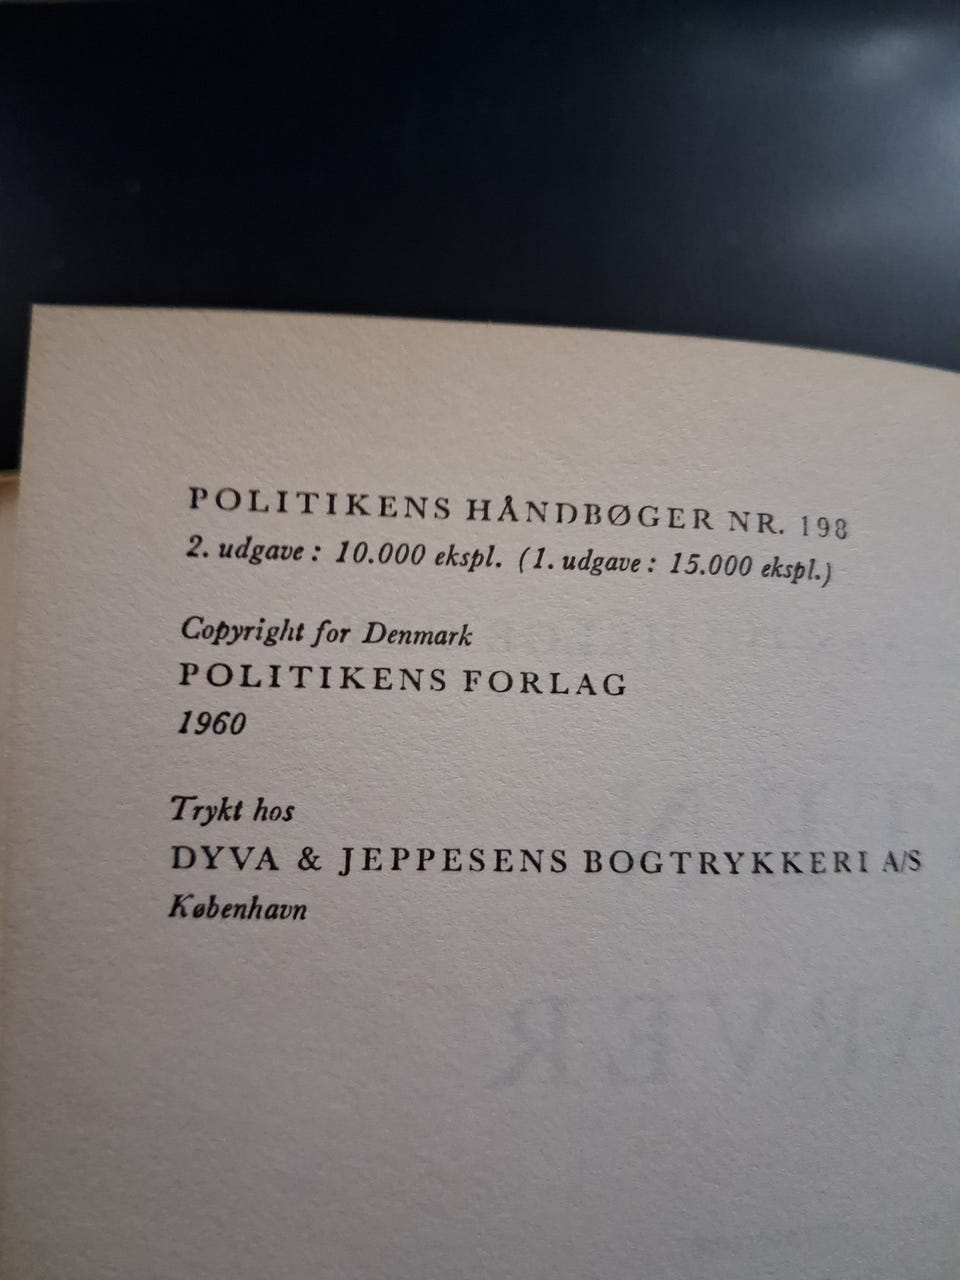 POLITIKENS HÅNDBØGER NR. 198
2. udgave : 10.000 ekspl. (1. udgave : 15.000 ekspl.)
Copyright for Denmark
POLITIKENS FORLAG
1960
Trykt hos
DYVA & JEPPESENS BOGTRYKKERI A/S
København